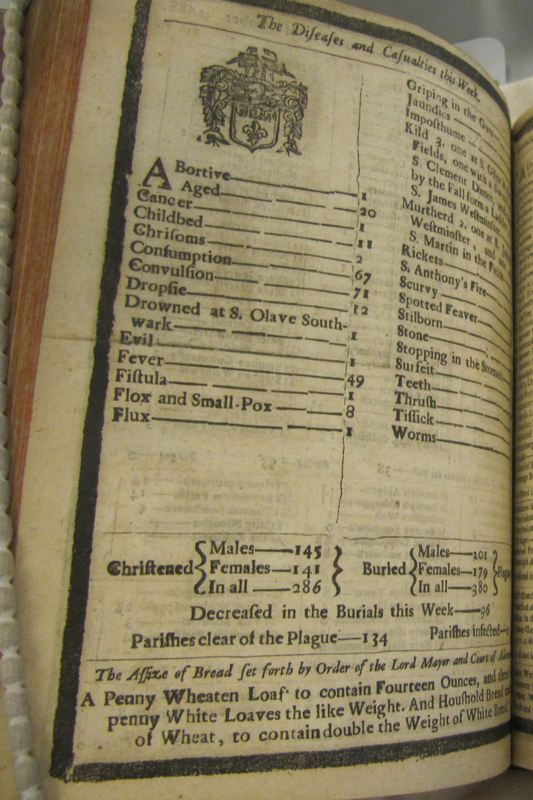 The Diſeaſes and Caſualties this Week.
ABortive 1
Aged 20
Cancer 1
Childbed 11
Chriſoms 2
Conſumption 67
Convulſion 71
Dropſie 12
Drowned at S. Olave South-
wark 1
Evil 1
Fever 49
Fiſtula 1
Flox and Small-Pox 8
Flux 1
Griping in the Guts
Jaundies
Impoſthume
Kild 3, one at S.
Fields, one with a
S. Clement
by the Fall from a
S. James Weſtminſter
Murtherd 2. one at S.
Weſtminſter, and
S. Martin in the Fields
Rickets
S. Anthony's Fire
Scurvy
Spotted Feaver
Stilborn
Stone
Stopping in the Stomach
Surfeit
Teeth
Thruſh
Tiſſick
Worms
Chriſtened { Males—145 Females—141 In all—286 }
Buried { Males—201 Females—179 In all—380 } Plague
Decreaſed in the Burials this Week—96
Pariſhes clear of the Plague—134 Pariſhes infected—
The Aſſize of Bread ſet forth by Order of the Lord Mayor and Court of
A Penny Wheaten Loaf to contain Fourteen Ounces, and
penny White Loaves the like Weight. And Houſhold Bread
of Wheat, to contain double the Weight of White